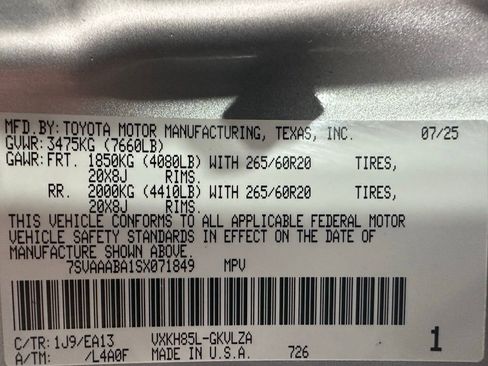 MFD.BY: TOYOTA MOTOR MANUFACTURING, TEXAS, INC. 07/25
GVWR: 3475KG (7660LB)
GAWR: FRT. 1850KG (4080LB) WITH 265/60R20 TIRES,
20X8J RIMS.
RR. 2000KG (4410LB) WITH 265/60R20 TIRES,
20X8J RIMS.
THIS VEHICLE CONFORMS TO ALL APPLICABLE FEDERAL MOTOR
VEHICLE SAFETY STANDARDS IN EFFECT ON THE DATE OF
MANUFACTURE SHOWN ABOVE.
7SVAAABA1SX071849 MPV
C/TR: 1J9/EA13 VXKH85L-GKVLZA 1
A/TM: /L4A0F MADE IN U.S.A. 726